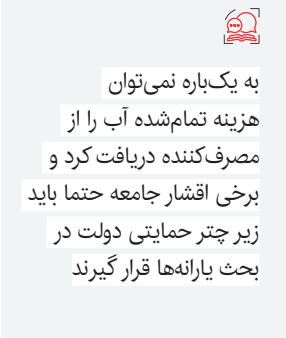 به یک‌باره نمی‌توان
هزینه تمام‌شده آب را از
مصرف‌کننده دریافت کرد و
برخی اقشار جامعه حتما باید
زیر چتر حمایتی دولت در
بحث یارانه‌ها قرار گیرند